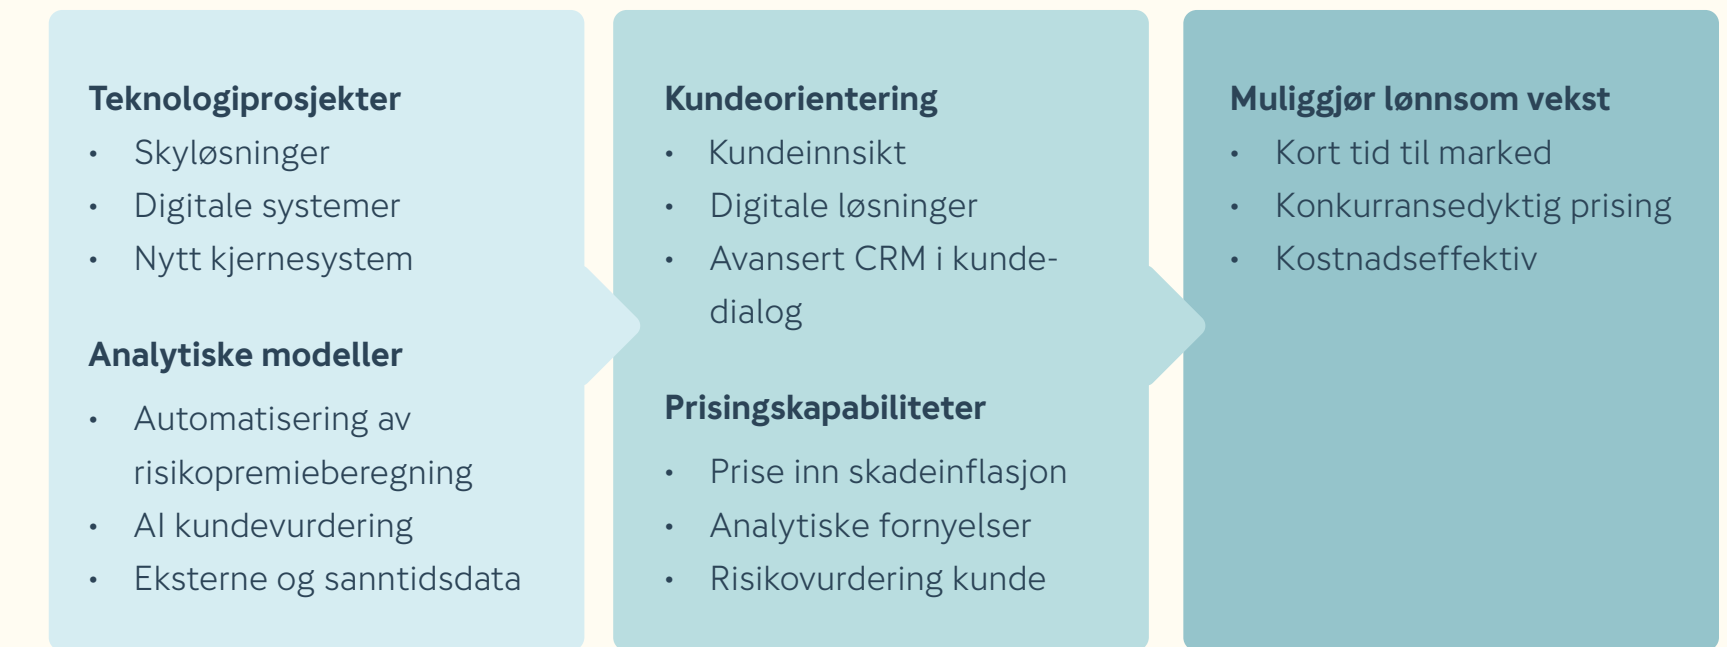 Teknologiprosjekter
• Skyløsninger
• Digitale systemer
• Nytt kjernesystem
Analytiske modeller
• Automatisering av
risikopremieberegning
• AI kundevurdering
• Eksterne og sanntidsdata
Kundeorientering
• Kundeinnsikt
• Digitale løsninger
• Avansert CRM i kunde-
dialog
Prisingskapabiliteter
• Prise inn skadeinflasjon
• Analytiske fornyelser
• Risikovurdering kunde
Muliggjør lønnsom vekst
• Kort tid til marked
• Konkurransedyktig prising
• Kostnadseffektiv